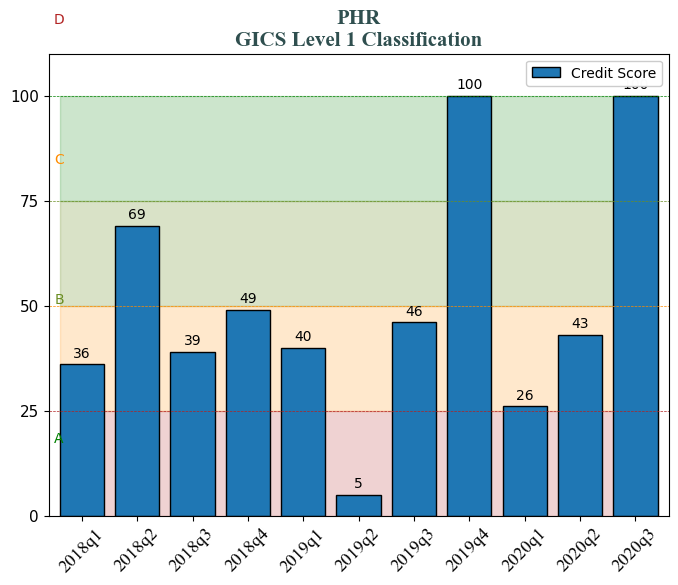 D
PHR
GICS Level 1 Classification
Credit Score
100
75
50
25
0
C
B
A
36
69
39
49
40
5
46
100
26
43
100
2018q1
2018q2
2018q3
2018q4
2019q1
2019q2
2019q3
2019q4
2020q1
2020q2
2020q3